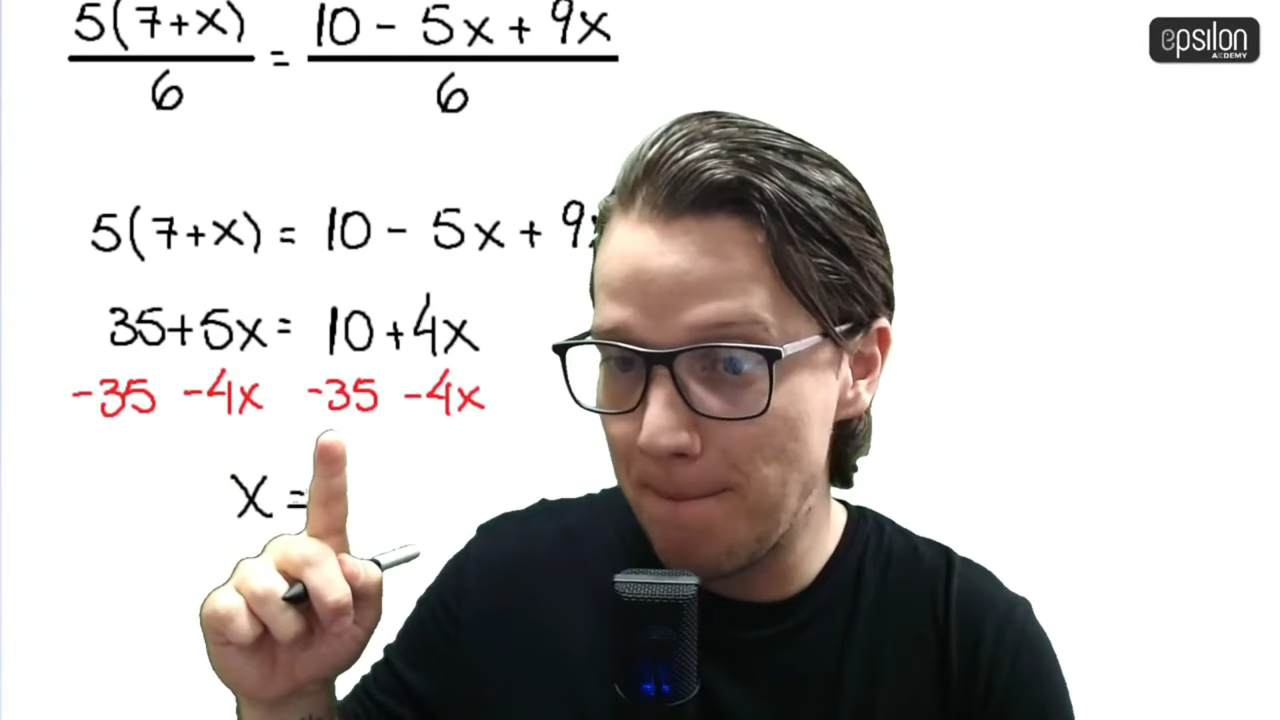 5(7+x) = 10 - 5x + 9x
6 6
epsilon
ACADEMY
5(7+x) = 10 - 5x + 9
35+5x = 10+4x
-35 -4x -35 -4x
x =